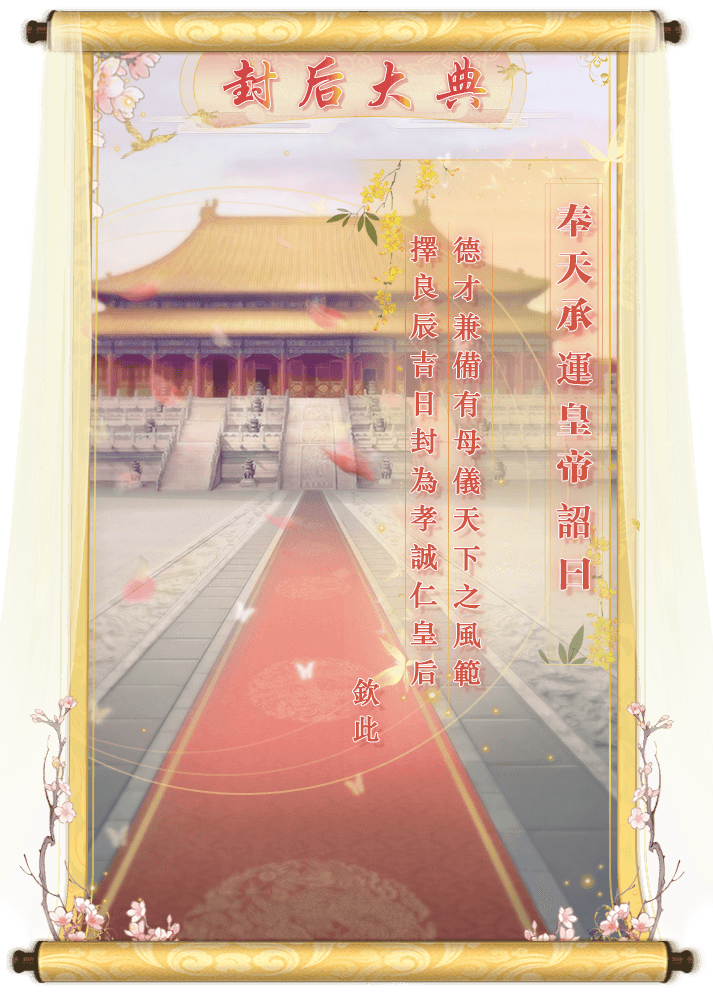 封后大典
奉天承運皇帝詔曰
德才兼備有母儀天下之風範
擇良辰吉日封為孝誠仁皇后
欽此